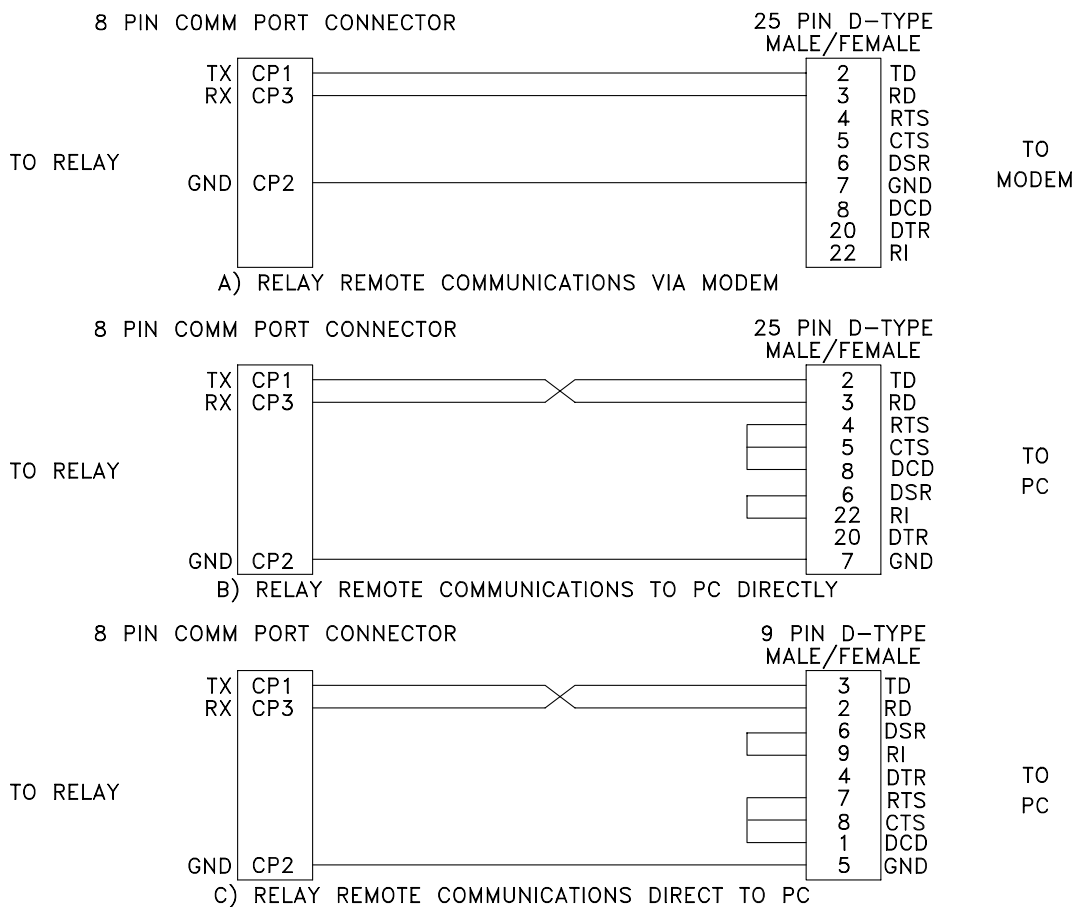 8 PIN COMM PORT CONNECTOR
25 PIN D-TYPE
MALE/FEMALE
TX CP1 2 TD
RX CP3 3 RD
4 RTS
5 CTS
TO RELAY
6 DSR
TO
MODEM
GND CP2 7 GND
8 DCD
20 DTR
22 RI
A) RELAY REMOTE COMMUNICATIONS VIA MODEM
8 PIN COMM PORT CONNECTOR
25 PIN D-TYPE
MALE/FEMALE
TX CP1 2 TD
RX CP3 3 RD
4 RTS
5 CTS
TO RELAY
8 DCD
TO
PC
6 DSR
22 RI
20 DTR
GND CP2 7 GND
B) RELAY REMOTE COMMUNICATIONS TO PC DIRECTLY
8 PIN COMM PORT CONNECTOR
9 PIN D-TYPE
MALE/FEMALE
TX CP1 3 TD
RX CP3 2 RD
6 DSR
9 RI
TO RELAY
4 DTR
TO
PC
7 RTS
8 CTS
1 DCD
GND CP2 5 GND
C) RELAY REMOTE COMMUNICATIONS DIRECT TO PC